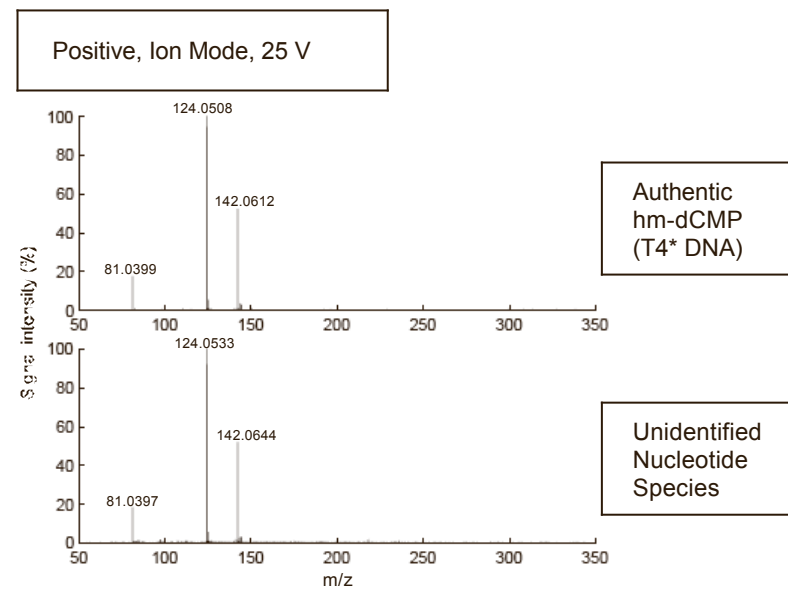 Positive, Ion Mode, 25 V
124.0508
100
80
142.0612
60
40
81.0399
20
0
50 100 150 200 250 300 350
Authentic
hm-dCMP
(T4* DNA)
Signal intensity (%)
124.0533
100
80
60
142.0644
40
81.0397
20
0
50 100 150 200 250 300 350
m/z
Unidentified
Nucleotide
Species